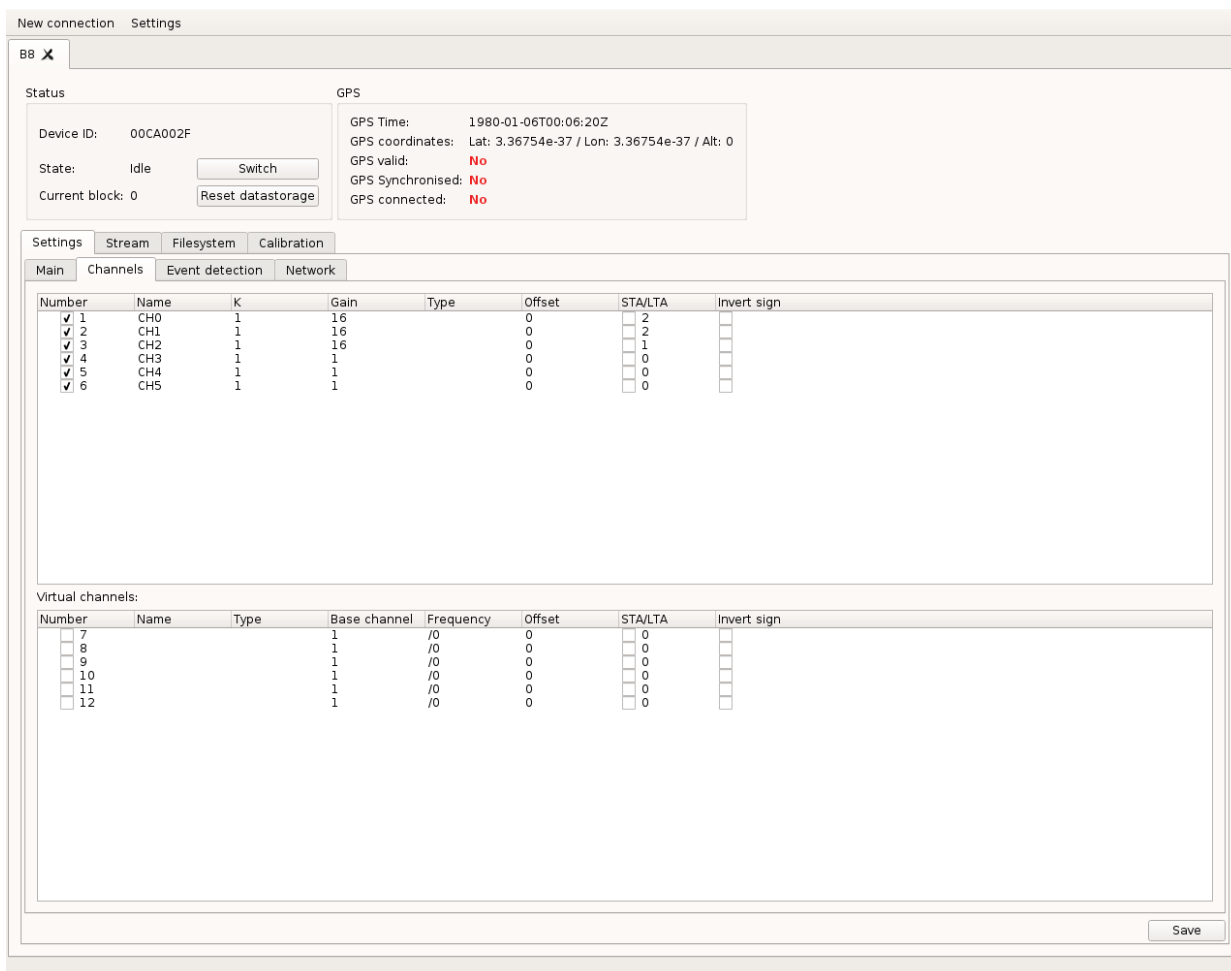 New connection Settings
B8
Status
Device ID: 00CA002F
State: Idle Switch
Current block: 0 Reset datastorage
GPS
GPS Time: 1980-01-06T00:06:20Z
GPS coordinates: Lat: 3.36754e-37 / Lon: 3.36754e-37 / Alt: 0
GPS valid: No
GPS Synchronised: No
GPS connected: No
Settings Stream Filesystem Calibration
Main Channels Event detection Network
Number Name K Gain Type Offset STA/LTA Invert sign
1 CH0 1 16 0 2
2 CH1 1 16 0 2
3 CH2 1 16 0 1
4 CH3 1 1 0 0
5 CH4 1 1 0 0
6 CH5 1 1 0 0
Virtual channels:
Number Name Type Base channel Frequency Offset STA/LTA Invert sign
7 1 /0 0 0
8 1 /0 0 0
9 1 /0 0 0
10 1 /0 0 0
11 1 /0 0 0
12 1 /0 0 0
Save